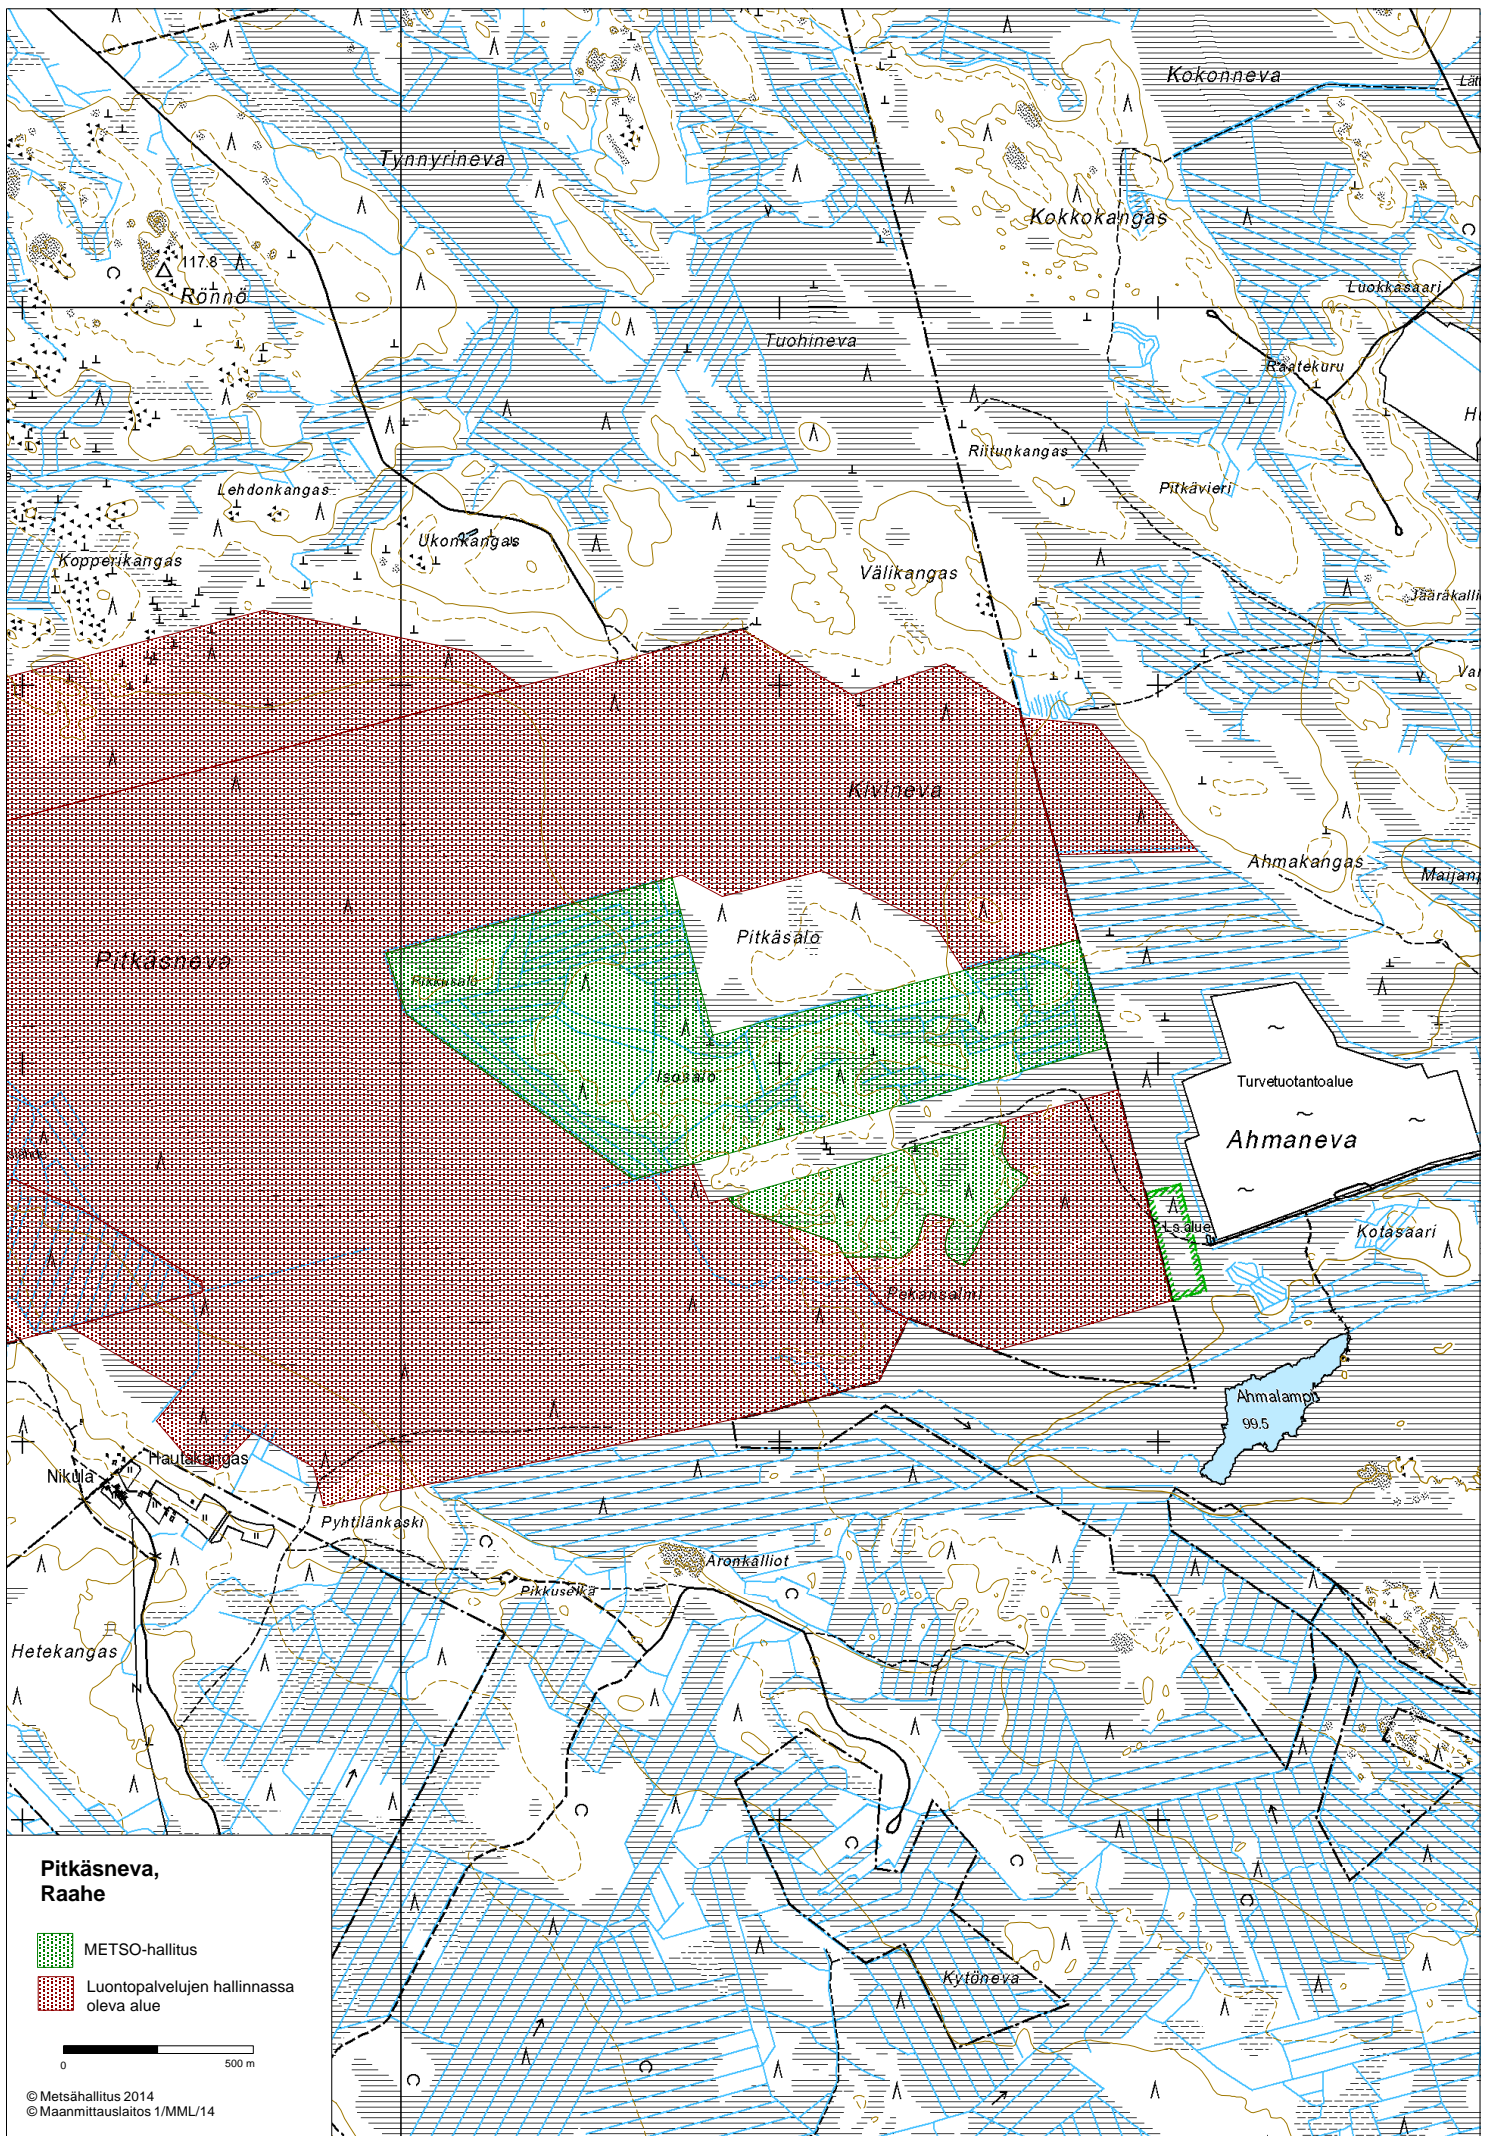 Kokonneva
Tynnyrineva
Kokkokangas
117.8
Rönnö
Luokkasaari
Tuohineva
Raatekuru
Riitunkangas
Lehdonkangas
Pitkävieri
Ukonkangas
Kopperikangas
Välikangas
Kivineva
Ahmakangas
Pitkäsalo
Pitkäsneva
Pikkusalo
Isosalo
Turvetuotantoalue
Ahmaneva
Ls.alue
Kotasaari
Pekansalmi
Ahmalampi
99.5
Hautakangas
Nikula
Pyhtilänkaski
Aronkalliot
Pikkuselkä
Hetekangas
Kytöneva
Pitkäsneva,
Raahe
METSO-hallitus
Luontopalvelujen hallinnassa
oleva alue
0
500 m
© Metsähallitus 2014
© Maanmittauslaitos 1/MML/14